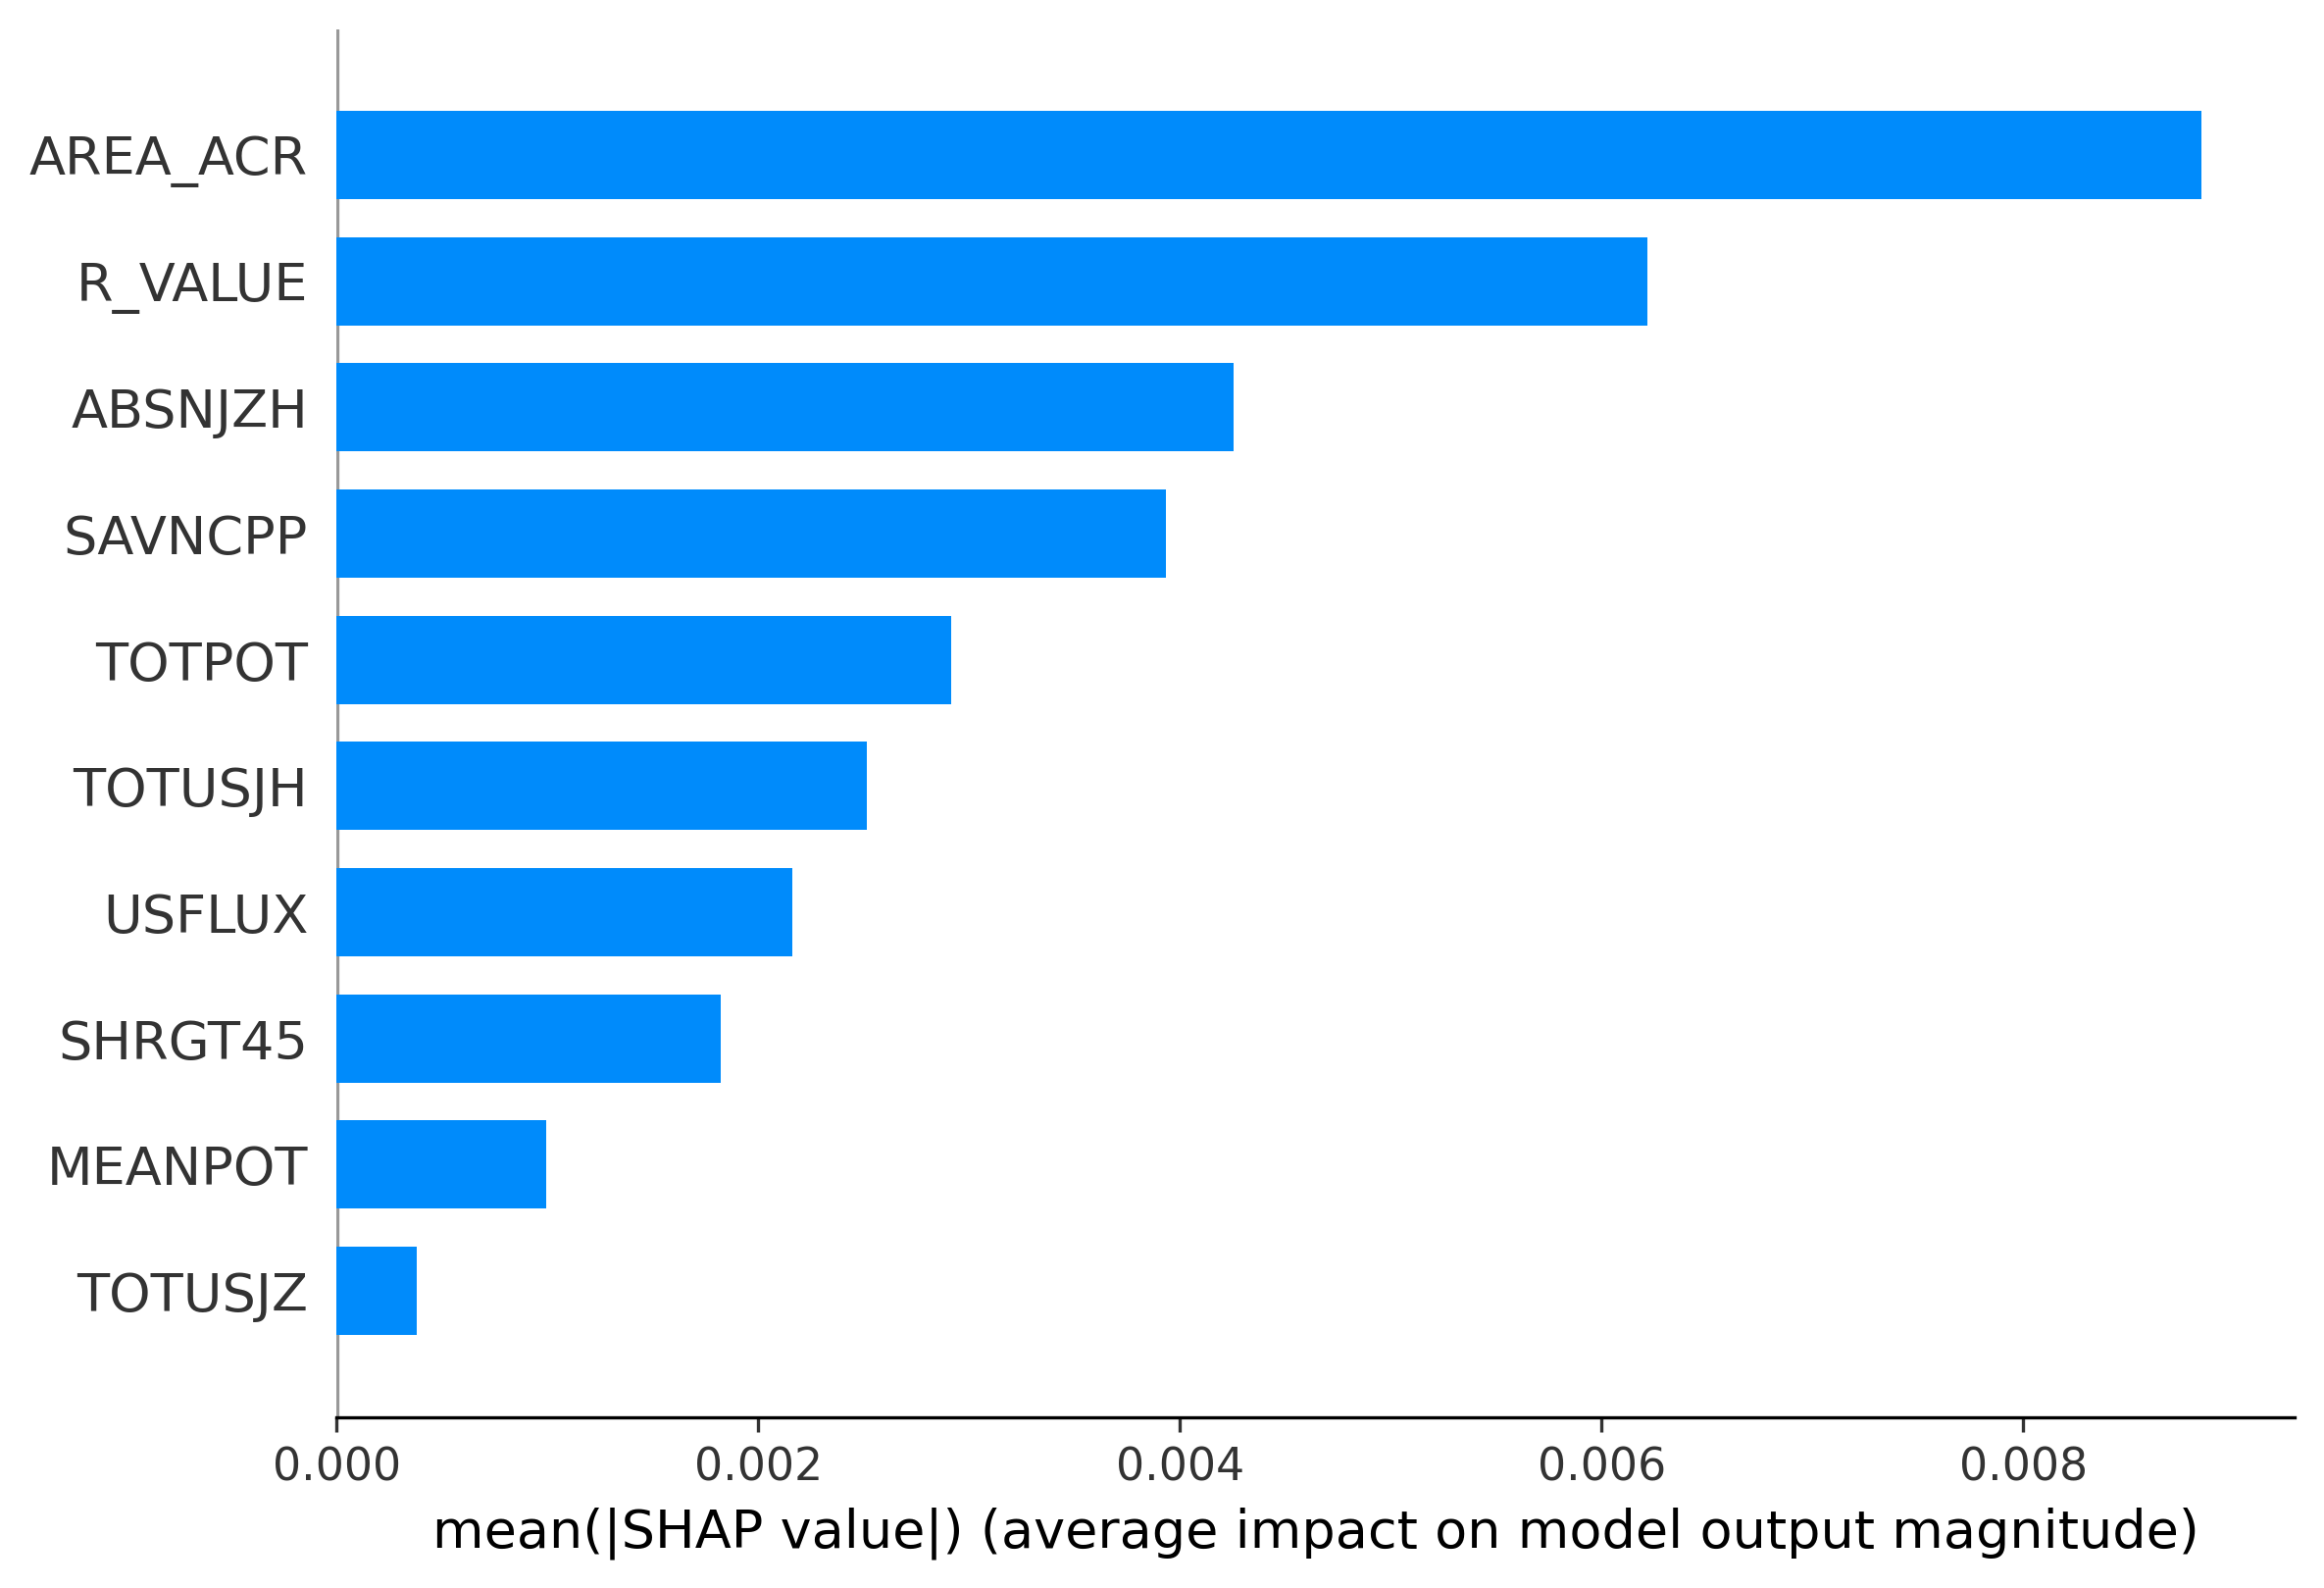 AREA_ACR
R_VALUE
ABSNJZH
SAVNCPP
TOTPOT
TOTUSJH
USFLUX
SHRGT45
MEANPOT
TOTUSJZ
0.000 0.002 0.004 0.006 0.008
mean(|SHAP value|) (average impact on model output magnitude)